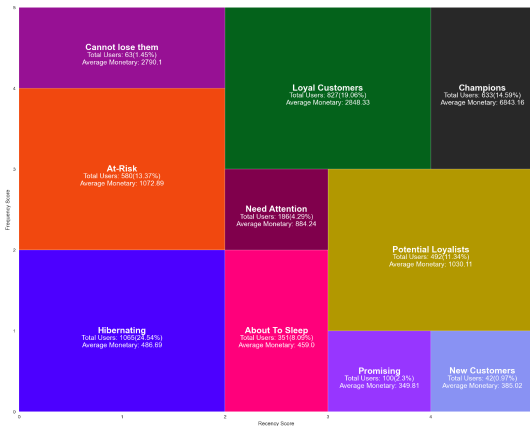 5
Cannot lose them
Total Users: 63(1.45%)
Average Monetary: 2790.1
Loyal Customers
Total Users: 827(19.06%)
Average Monetary: 2848.33
Champions
Total Users: 633(14.59%)
Average Monetary: 6843.16
4
At-Risk
Total Users: 580(13.37%)
Average Monetary: 1072.89
3
Need Attention
Total Users: 186(4.29%)
Average Monetary: 884.24
Frequency Score
Potential Loyalists
Total Users: 492(11.34%)
Average Monetary: 1030.11
2
Hibernating
Total Users: 1065(24.54%)
Average Monetary: 486.69
About To Sleep
Total Users: 351(8.09%)
Average Monetary: 459.0
1
Promising
Total Users: 100(2.3%)
Average Monetary: 349.81
New Customers
Total Users: 42(0.97%)
Average Monetary: 385.02
0
0 1 2 3 4
Recency Score